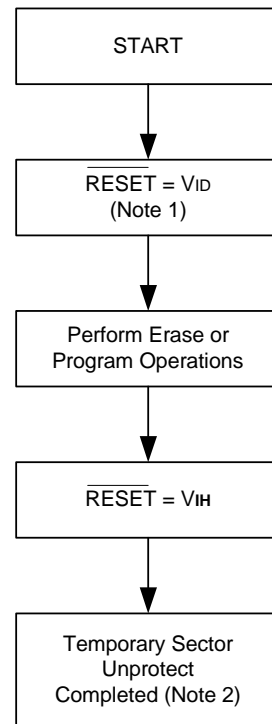 START
RESET = VID
(Note 1)
Perform Erase or
Program Operations
RESET = VIH
Temporary Sector
Unprotect
Completed (Note 2)